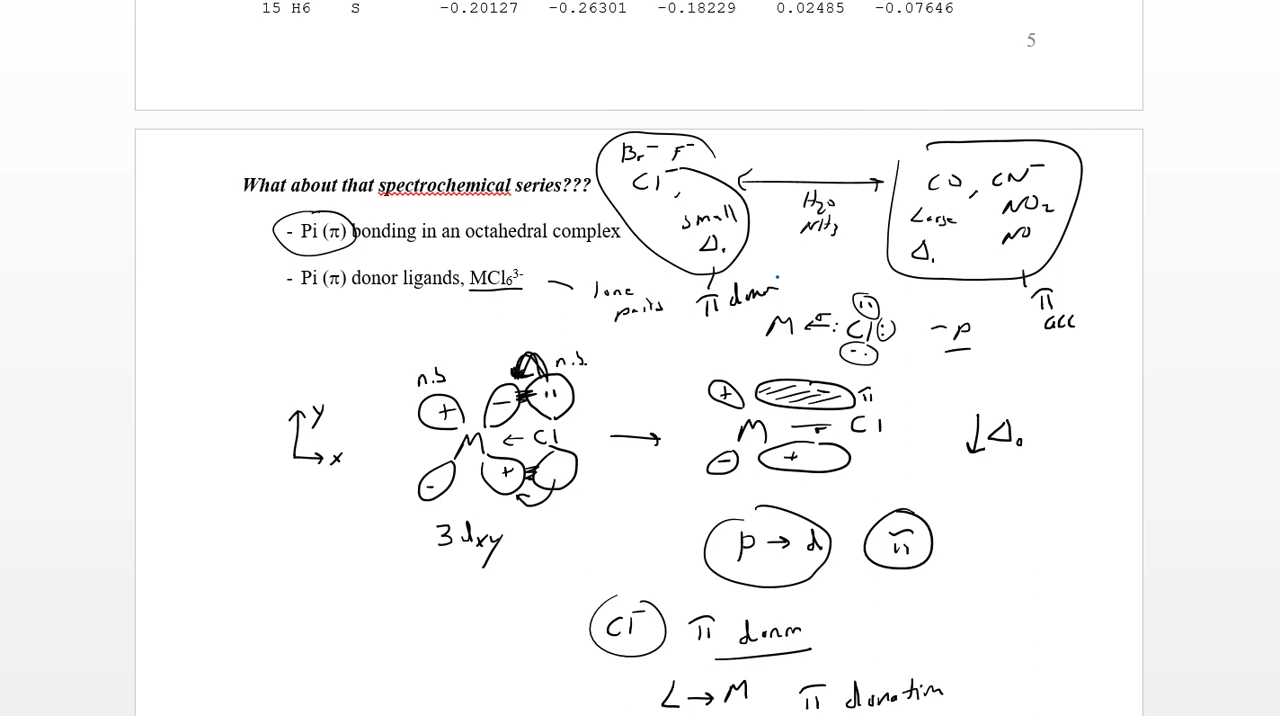 15 H6 S -0.20127 -0.26301 -0.18229 0.02485 -0.07646
5
What about that spectrochemical series???
- Pi (π) bonding in an octahedral complex
- Pi (π) donor ligands, MCl₆³⁻
Br⁻ F⁻
Cl⁻,
small
Δ。
π donor
H₂O
NH₃
CO, CN⁻
Large NO₂
Δ。 NO
π
acc
lone
pairs
M ← σ : Cl : - p
n.b n.b.
+ - ··
M ← Cl
- +
y
x
3dxy
+ - π
M - Cl
- +
↓ Δ。
p → d π
Cl⁻ π donor
L → M π donation